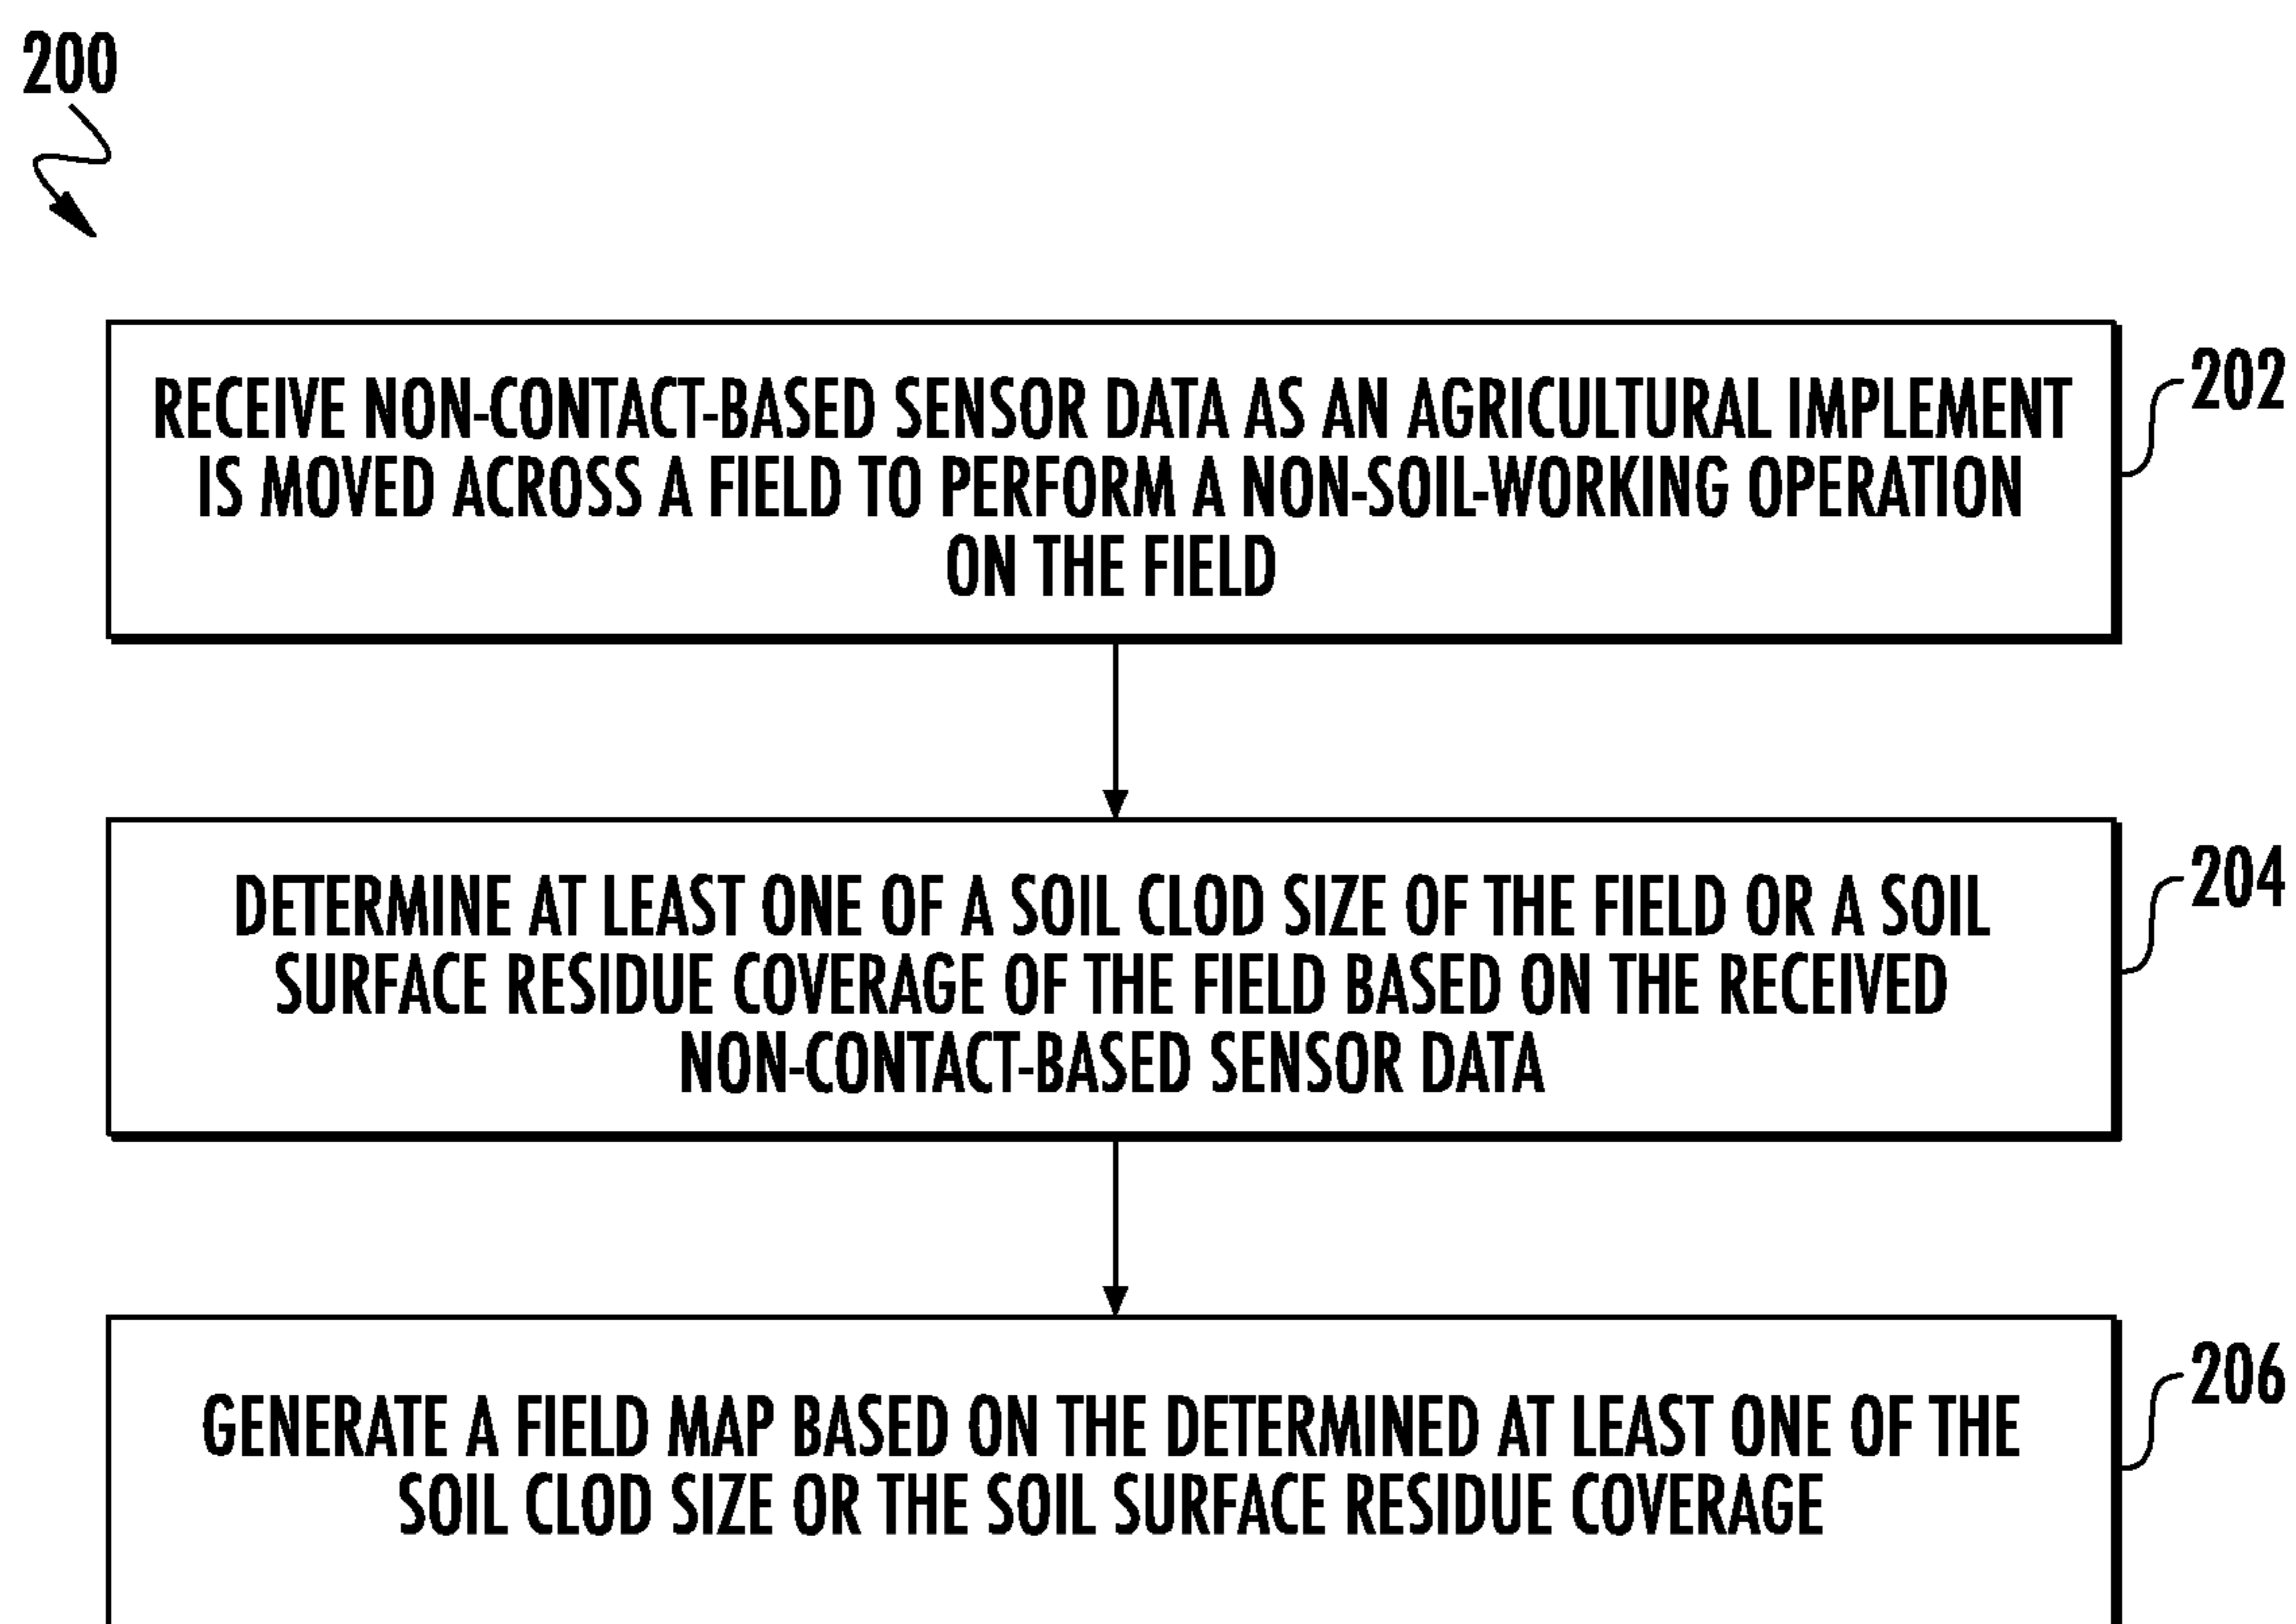 200
RECEIVE NON-CONTACT-BASED SENSOR DATA AS AN AGRICULTURAL IMPLEMENT
IS MOVED ACROSS A FIELD TO PERFORM A NON-SOIL-WORKING OPERATION
ON THE FIELD
202
DETERMINE AT LEAST ONE OF A SOIL CLOD SIZE OF THE FIELD OR A SOIL
SURFACE RESIDUE COVERAGE OF THE FIELD BASED ON THE RECEIVED
NON-CONTACT-BASED SENSOR DATA
204
GENERATE A FIELD MAP BASED ON THE DETERMINED AT LEAST ONE OF THE
SOIL CLOD SIZE OR THE SOIL SURFACE RESIDUE COVERAGE
206